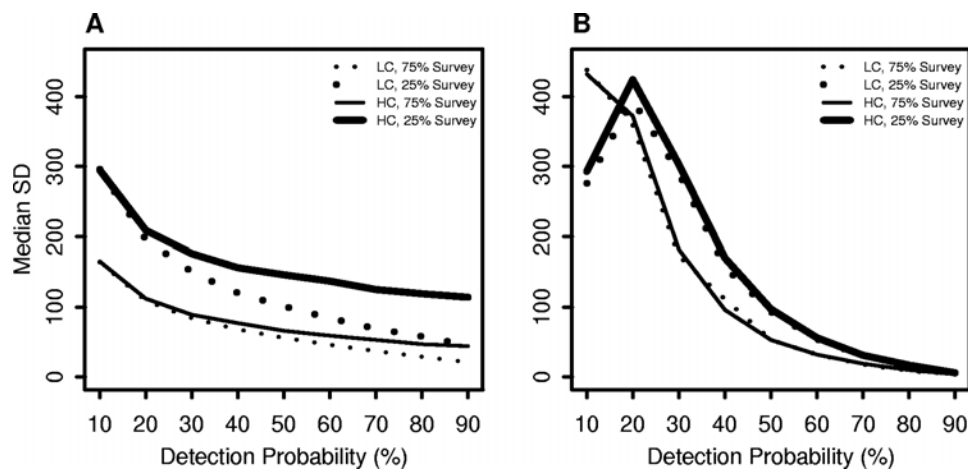 A
LC, 75% Survey
LC, 25% Survey
HC, 75% Survey
HC, 25% Survey
Median SD
400
300
200
100
0
10 20 30 40 50 60 70 80 90
Detection Probability (%)
B
LC, 75% Survey
LC, 25% Survey
HC, 75% Survey
HC, 25% Survey
400
300
200
100
0
10 20 30 40 50 60 70 80 90
Detection Probability (%)